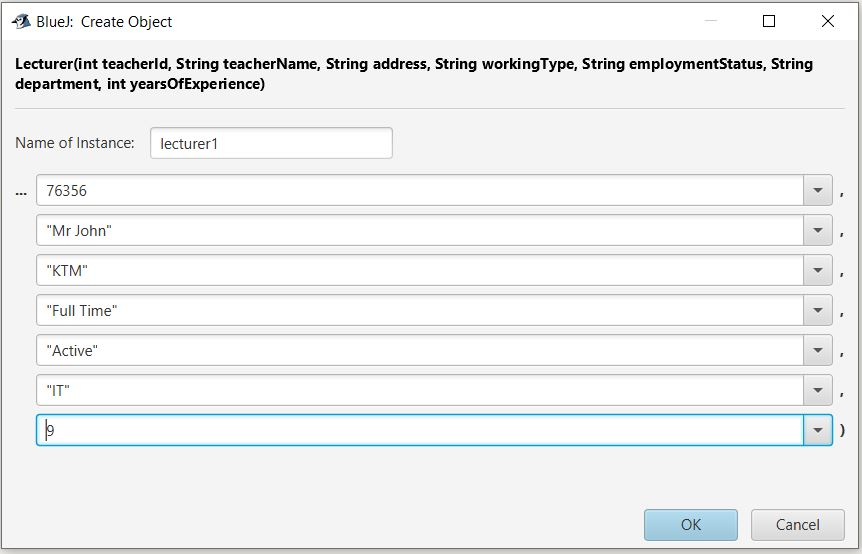 BlueJ: Create Object
Lecturer(int teacherId, String teacherName, String address, String workingType, String employmentStatus, String
department, int yearsOfExperience)
Name of Instance: lecturer1
... 76356 ,
"Mr John" ,
"KTM" ,
"Full Time" ,
"Active" ,
"IT" ,
9 )
OK Cancel